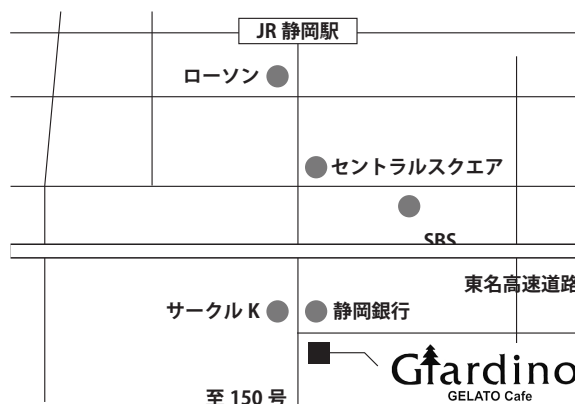 JR 静岡駅
ローソン
セントラルスクエア
SBS
東名高速道路
サークル K
静岡銀行
Giardino
GELATO Cafe
至 150 号